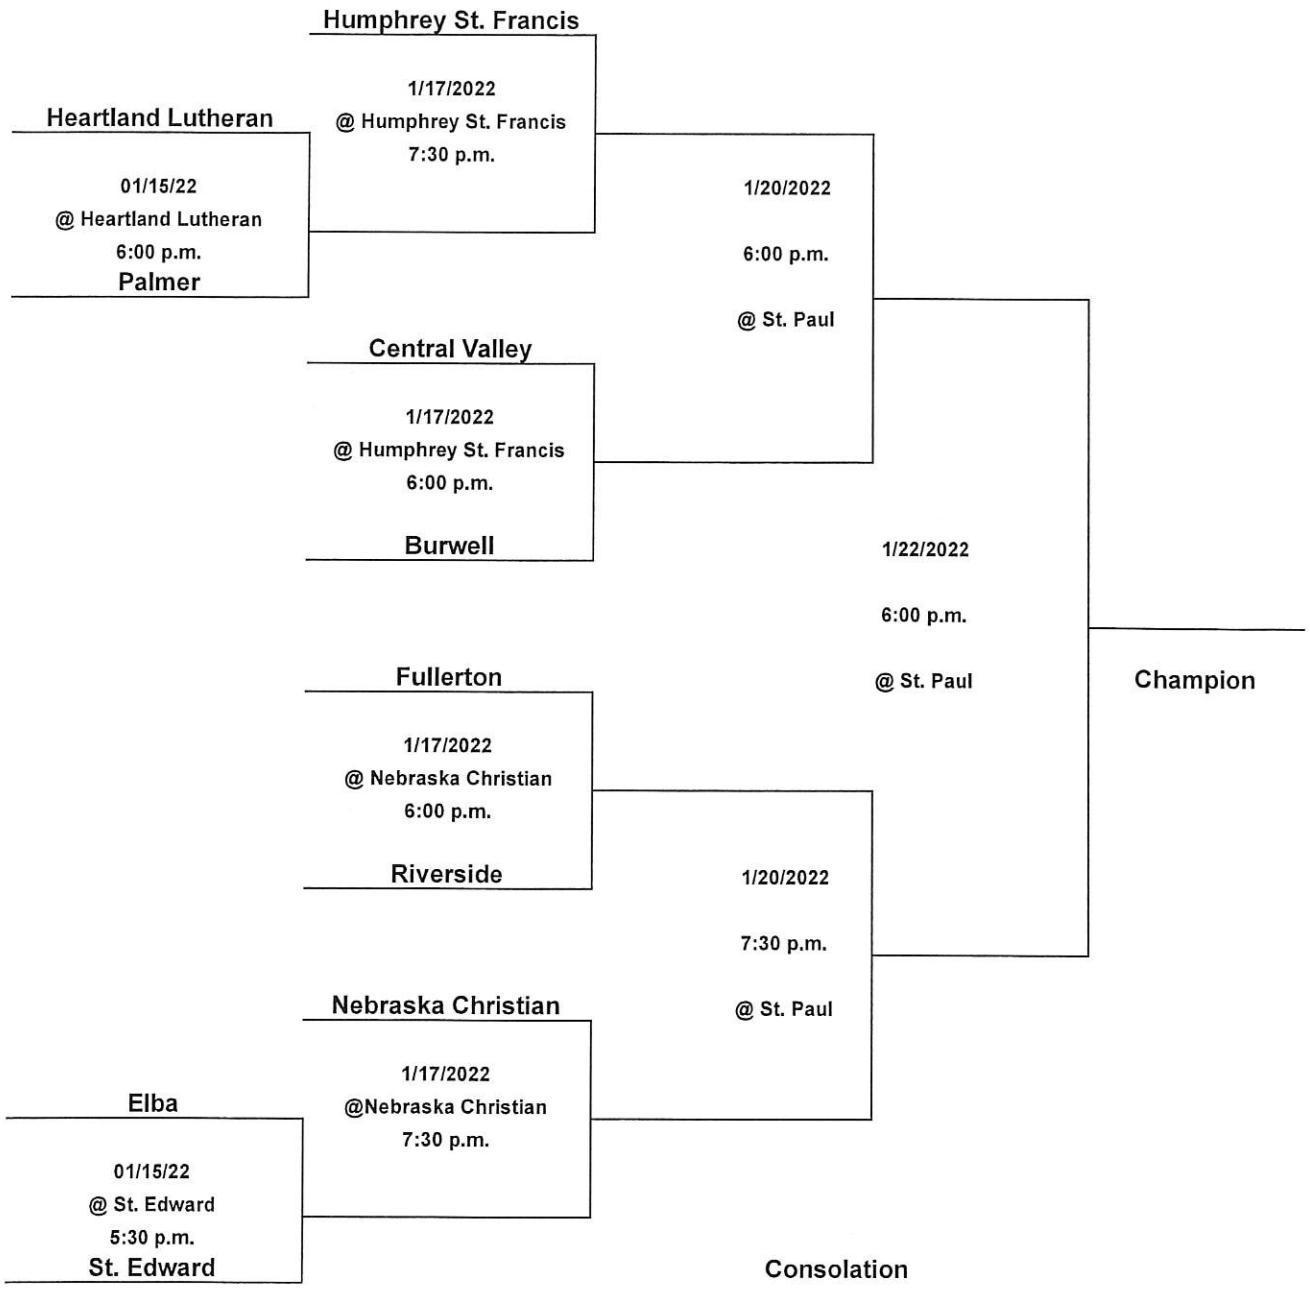 Humphrey St. Francis
1/17/2022
@ Humphrey St. Francis
7:30 p.m.
Heartland Lutheran
01/15/22
@ Heartland Lutheran
6:00 p.m.
Palmer
1/20/2022
6:00 p.m.
@ St. Paul
Central Valley
1/17/2022
@ Humphrey St. Francis
6:00 p.m.
Burwell
1/22/2022
6:00 p.m.
@ St. Paul
Champion
Fullerton
1/17/2022
@ Nebraska Christian
6:00 p.m.
Riverside
1/20/2022
7:30 p.m.
@ St. Paul
Nebraska Christian
1/17/2022
@Nebraska Christian
7:30 p.m.
Elba
01/15/22
@ St. Edward
5:30 p.m.
St. Edward
Consolation